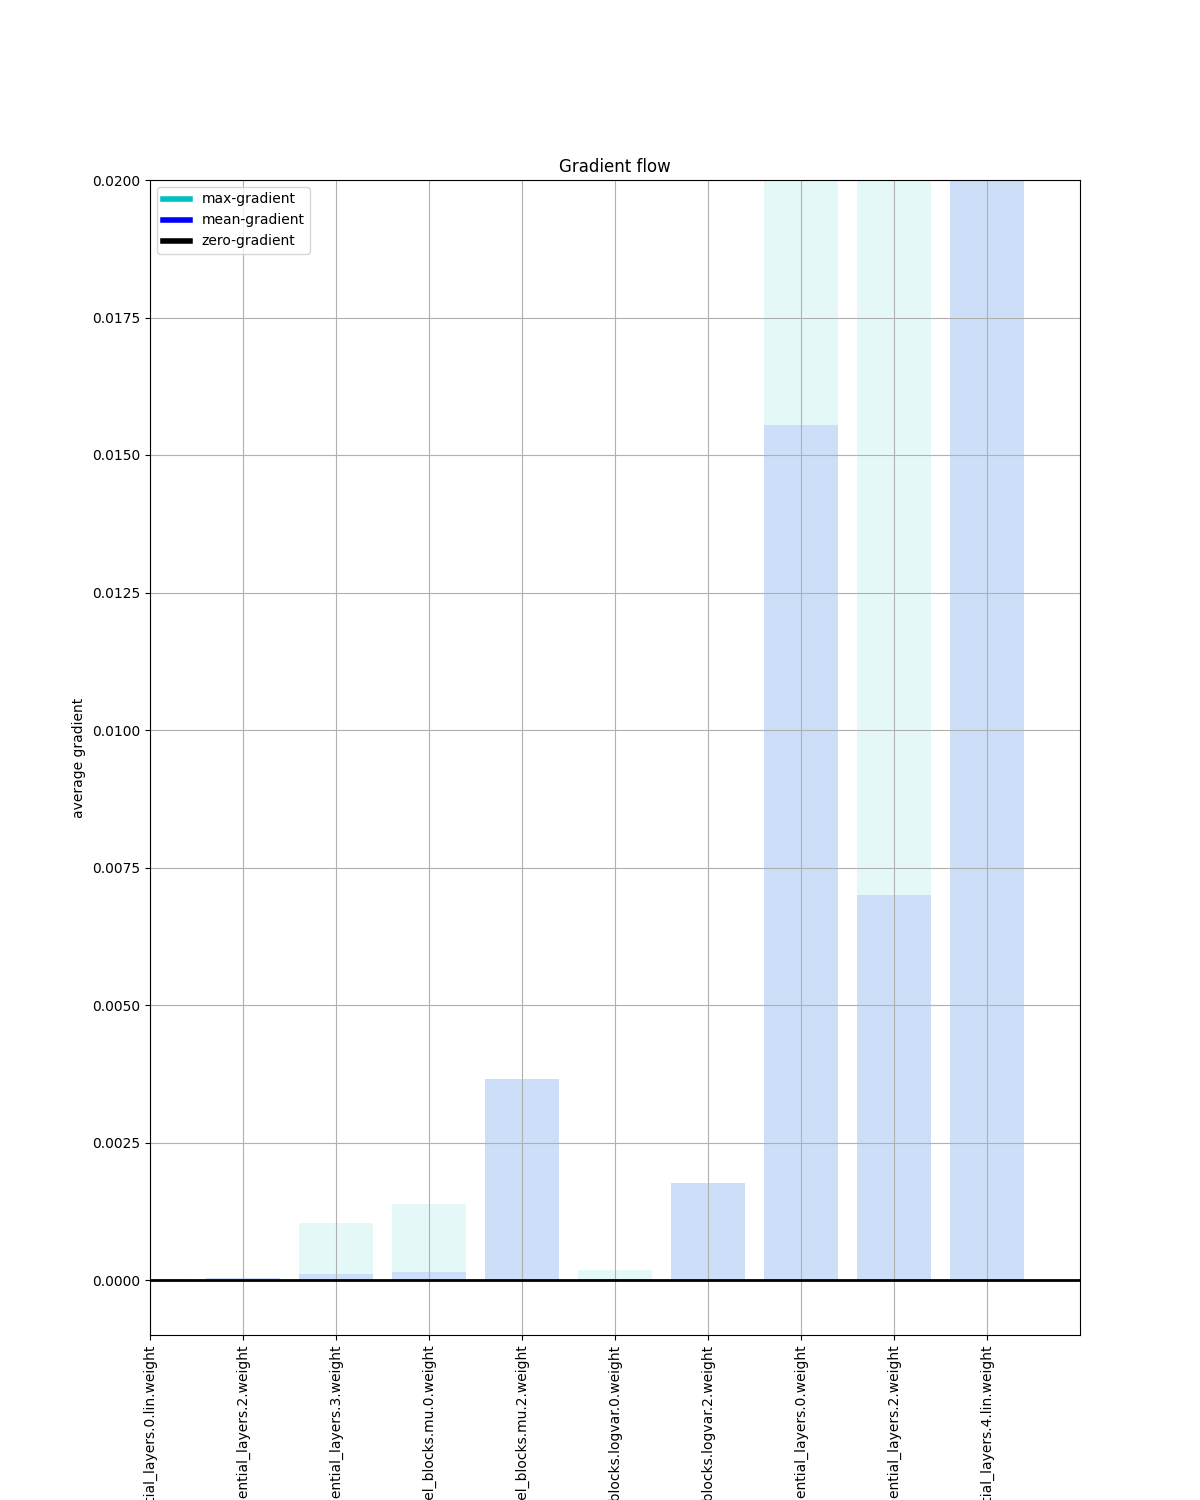 Gradient flow
max-gradient
mean-gradient
zero-gradient
0.0200
0.0175
0.0150
0.0125
0.0100
0.0075
0.0050
0.0025
0.0000
average gradient
tial_layers.0.lin.weight
ential_layers.2.weight
ential_layers.3.weight
el_blocks.mu.0.weight
el_blocks.mu.2.weight
blocks.logvar.0.weight
blocks.logvar.2.weight
ential_layers.0.weight
ential_layers.2.weight
tial_layers.4.lin.weight